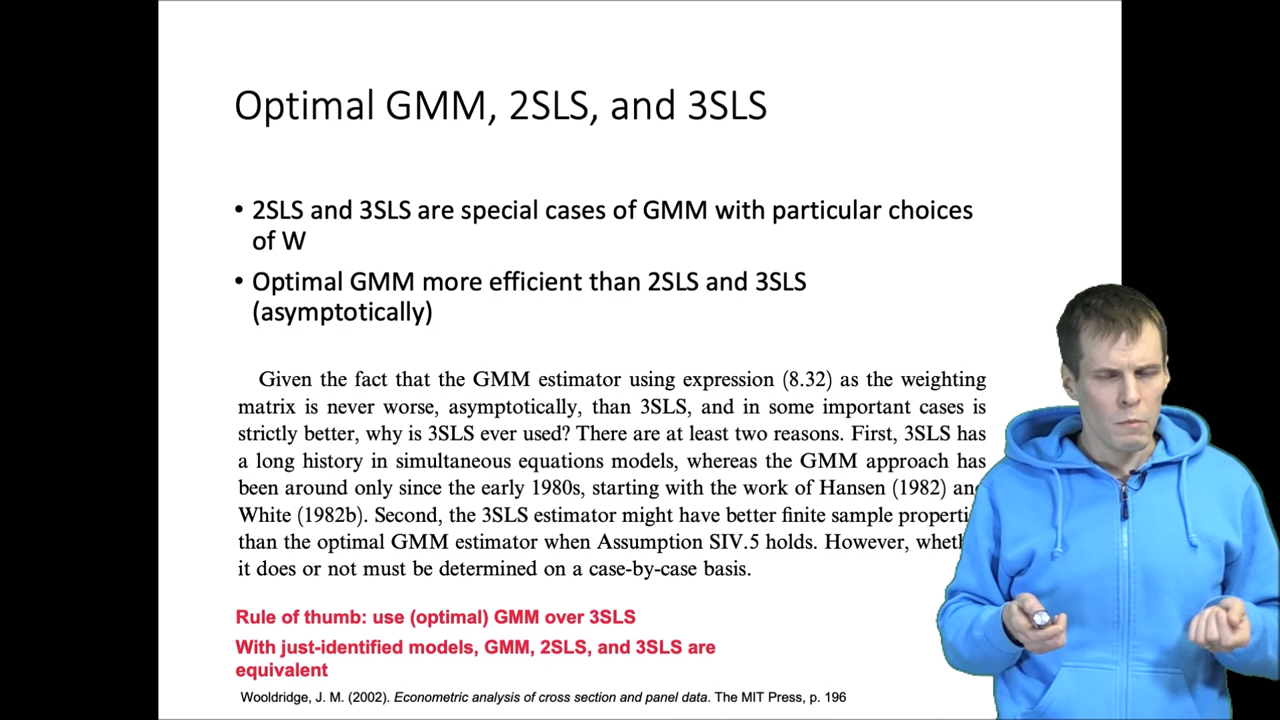 Optimal GMM, 2SLS, and 3SLS
• 2SLS and 3SLS are special cases of GMM with particular choices
of W
• Optimal GMM more efficient than 2SLS and 3SLS
(asymptotically)
Given the fact that the GMM estimator using expression (8.32) as the weighting
matrix is never worse, asymptotically, than 3SLS, and in some important cases is
strictly better, why is 3SLS ever used? There are at least two reasons. First, 3SLS has
a long history in simultaneous equations models, whereas the GMM approach has
been around only since the early 1980s, starting with the work of Hansen (1982) and
White (1982b). Second, the 3SLS estimator might have better finite sample
than the optimal GMM estimator when Assumption SIV.5 holds. However,
it does or not must be determined on a case-by-case basis.
Rule of thumb: use (optimal) GMM over 3SLS
With just-identified models, GMM, 2SLS, and 3SLS are
equivalent
Wooldridge, J. M. (2002). Econometric analysis of cross section and panel data. The MIT Press, p. 196